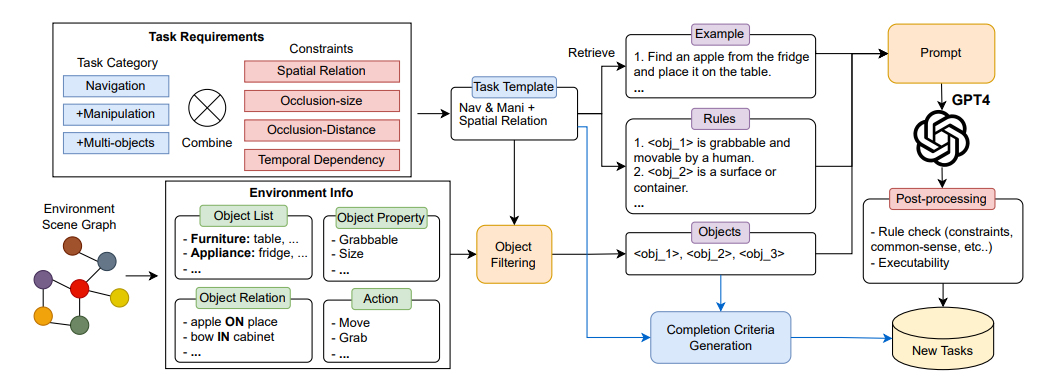 Task Requirements
Task Category
Navigation
+Manipulation
+Multi-objects
Combine
Constraints
Spatial Relation
Occlusion-size
Occlusion-Distance
Temporal Dependency
Environment
Scene Graph
Environment Info
Object List
- Furniture: table, ...
- Appliance: fridge, ...
- ...
Object Property
- Grabbable
- Size
- ...
Object Relation
- apple ON place
- bow IN cabinet
- ...
Action
- Move
- Grab
- ...
Task Template
Nav & Mani +
Spatial Relation
Object
Filtering
Retrieve
Example
1. Find an apple from the fridge
and place it on the table.
...
Rules
1. <obj_1> is grabbable and
movable by a human.
2. <obj_2> is a surface or
container.
...
Objects
<obj_1>, <obj_2>, <obj_3>
Completion Criteria
Generation
Prompt
GPT4
Post-processing
- Rule check (constraints,
common-sense, etc..)
- Executability
New Tasks